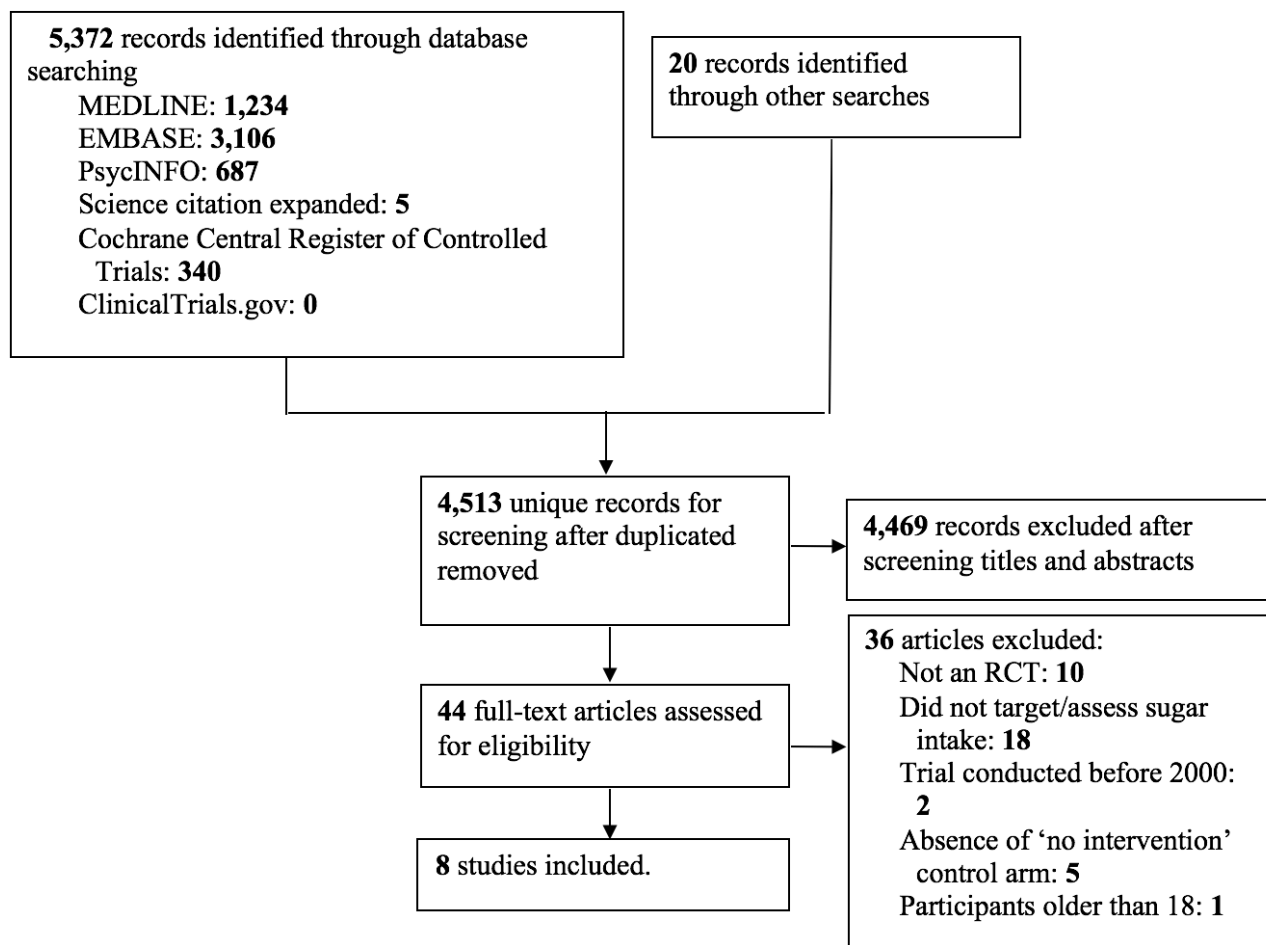 5,372 records identified through database
searching
MEDLINE: 1,234
EMBASE: 3,106
PsycINFO: 687
Science citation expanded: 5
Cochrane Central Register of Controlled
Trials: 340
ClinicalTrials.gov: 0
20 records identified
through other searches
4,513 unique records for
screening after duplicated
removed
4,469 records excluded after
screening titles and abstracts
44 full-text articles assessed
for eligibility
36 articles excluded:
Not an RCT: 10
Did not target/assess sugar
intake: 18
Trial conducted before 2000:
2
Absence of ‘no intervention’
control arm: 5
Participants older than 18: 1
8 studies included.